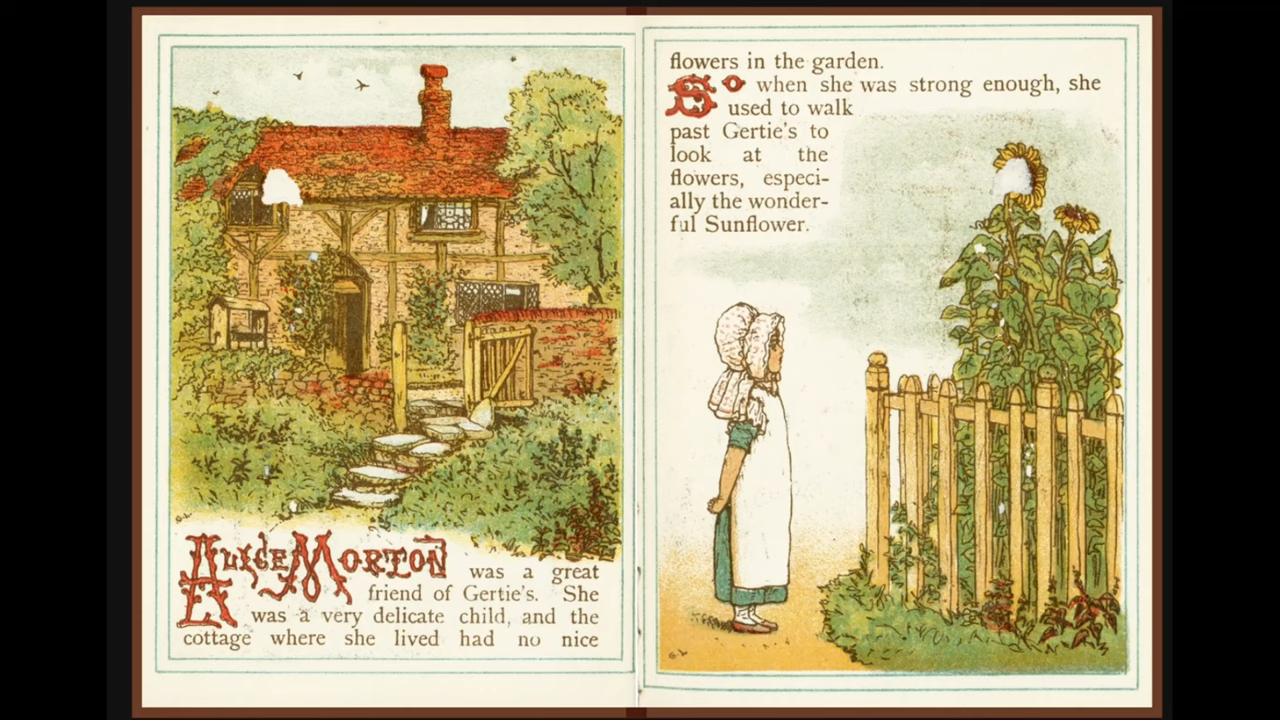 ALICE MORTON was a great
friend of Gertie's. She
was a very delicate child, and the
cottage where she lived had no nice
flowers in the garden.
So when she was strong enough, she
used to walk
past Gertie's to
look at the
flowers, especi-
ally the wonder-
ful Sunflower.